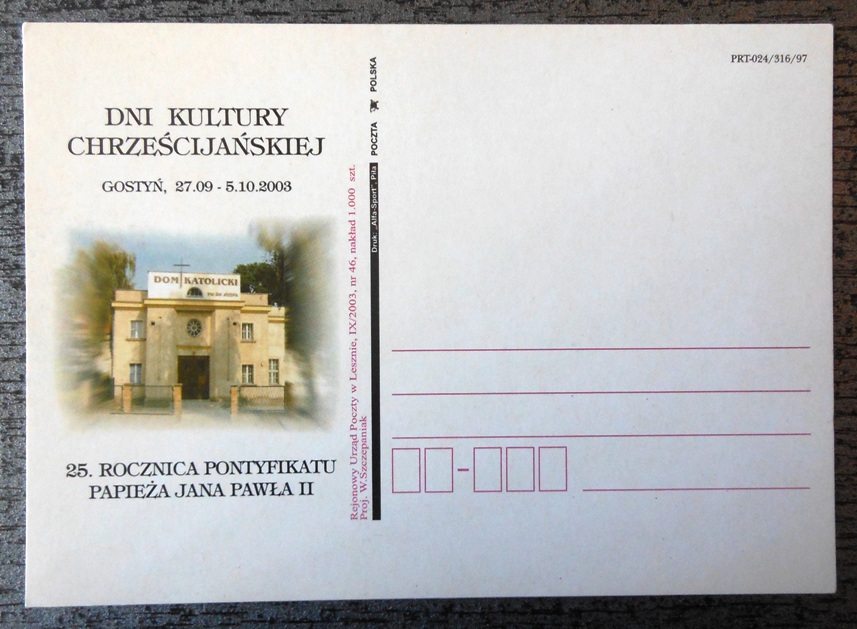 DNI KULTURY
CHRZEŚCIJAŃSKIEJ
GOSTYŃ, 27.09 - 5.10.2003
DOM KATOLICKI
25. ROCZNICA PONTYFIKATU
PAPIEŻA JANA PAWŁA II
Rejonowy Urząd Poczty w Lesznie, IX/2003, nr 46, nakład 1.000 szt.
Proj. W.Szczepaniak
Druk: „Alfa-Sport”, Piła
POCZTA POLSKA
PRT-024/316/97